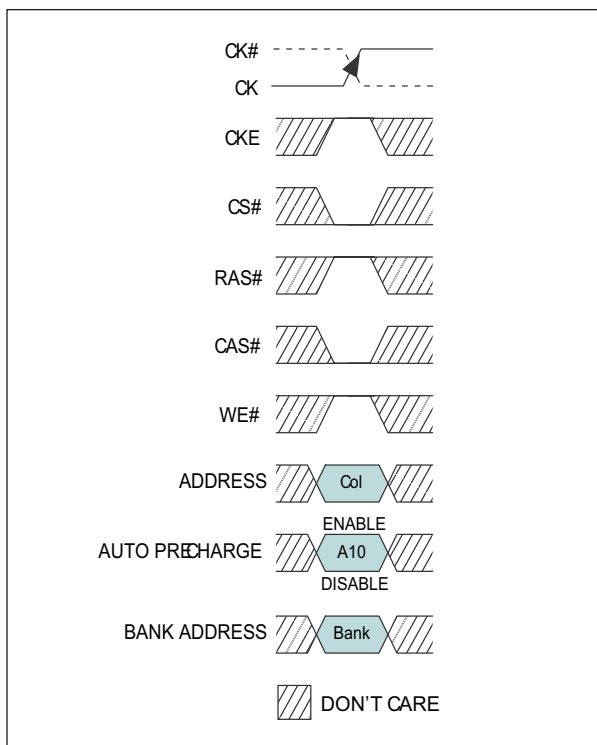 CK#
CK
CKE
CS#
RAS#
CAS#
WE#
ADDRESS Col
ENABLE
AUTO PRECHARGE A10
DISABLE
BANK ADDRESS Bank
DON'T CARE